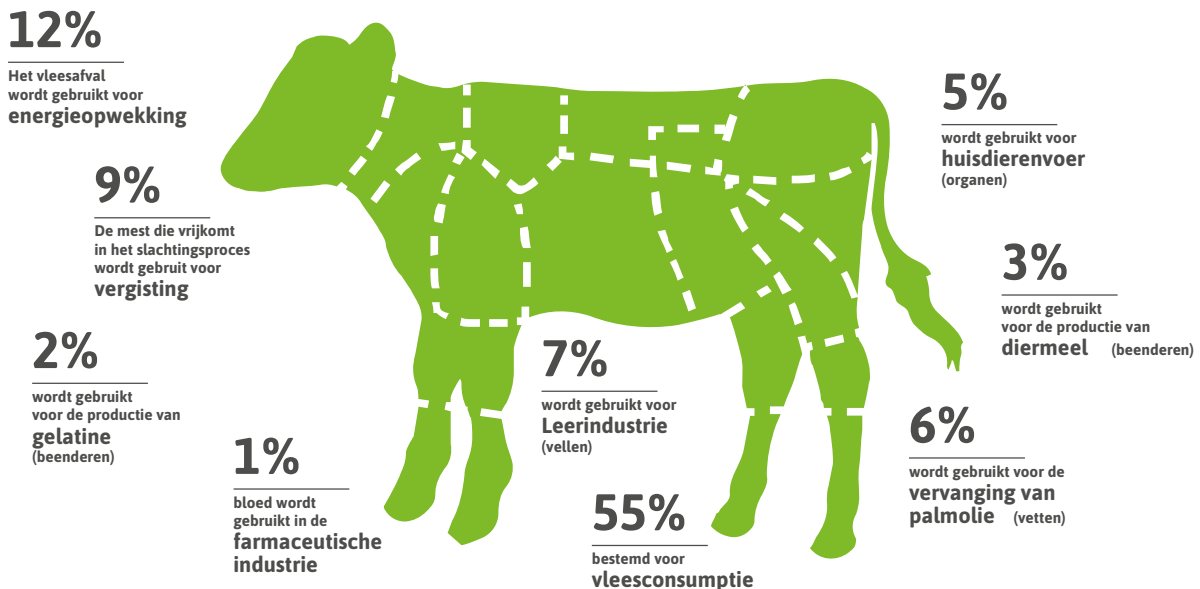 12%
Het vleesafval
wordt gebruikt voor
energieopwekking
9%
De mest die vrijkomt
in het slachtingsproces
wordt gebruit voor
vergisting
2%
wordt gebruikt
voor de productie van
gelatine
(beenderen)
1%
bloed wordt
gebruikt in de
farmaceutische
industrie
7%
wordt gebruikt voor
Leerindustrie
(vellen)
55%
bestemd voor
vleesconsumptie
5%
wordt gebruikt voor
huisdierenvoer
(organen)
3%
wordt gebruikt
voor de productie van
diermeel (beenderen)
6%
wordt gebruikt voor de
vervanging van
palmolie (vetten)